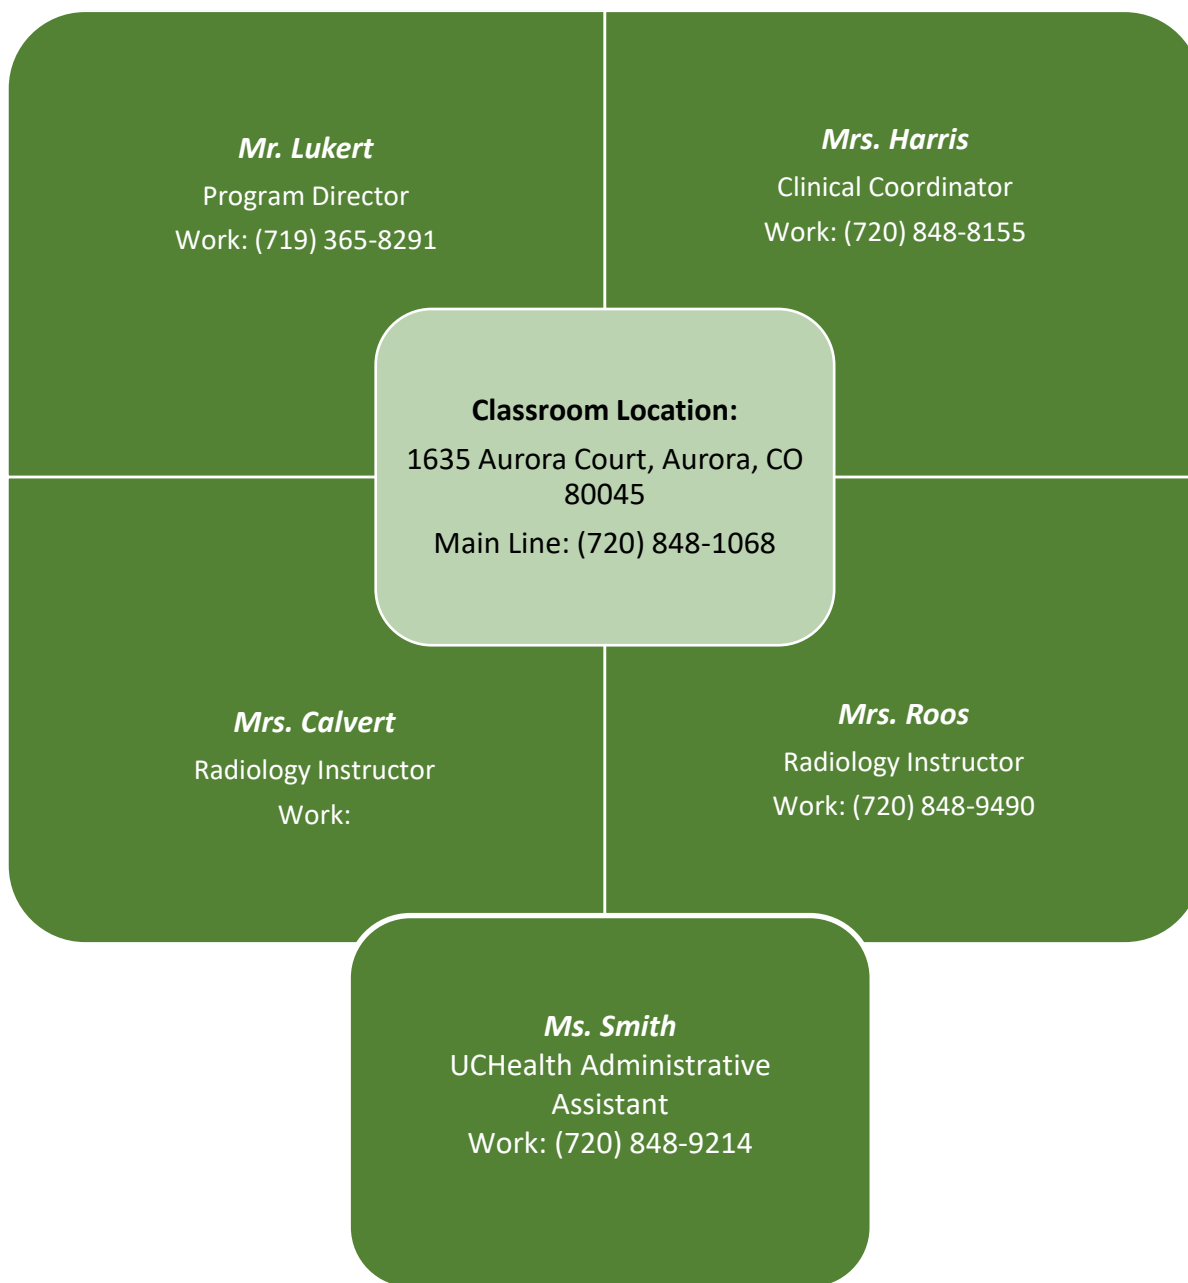 Mr. Lukert
Program Director
Work: (719) 365-8291
Mrs. Harris
Clinical Coordinator
Work: (720) 848-8155
Classroom Location:
1635 Aurora Court, Aurora, CO
80045
Main Line: (720) 848-1068
Mrs. Calvert
Radiology Instructor
Work:
Mrs. Roos
Radiology Instructor
Work: (720) 848-9490
Ms. Smith
UCHealth Administrative
Assistant
Work: (720) 848-9214